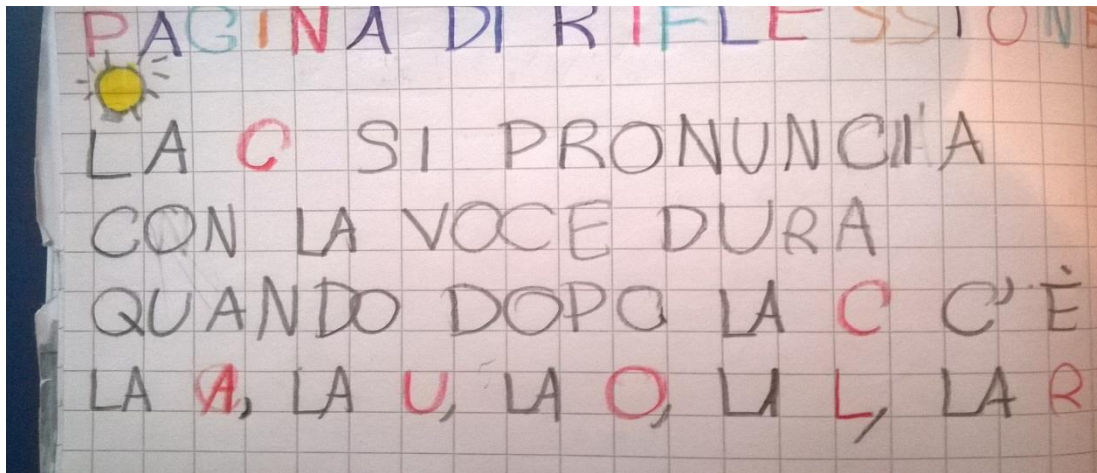 PAGINA DI RIFLESSIONE
LA C SI PRONUNCIA
CON LA VOCE DURA
QUANDO DOPO LA C C'È
LA A, LA U, LA O, LA L, LA R